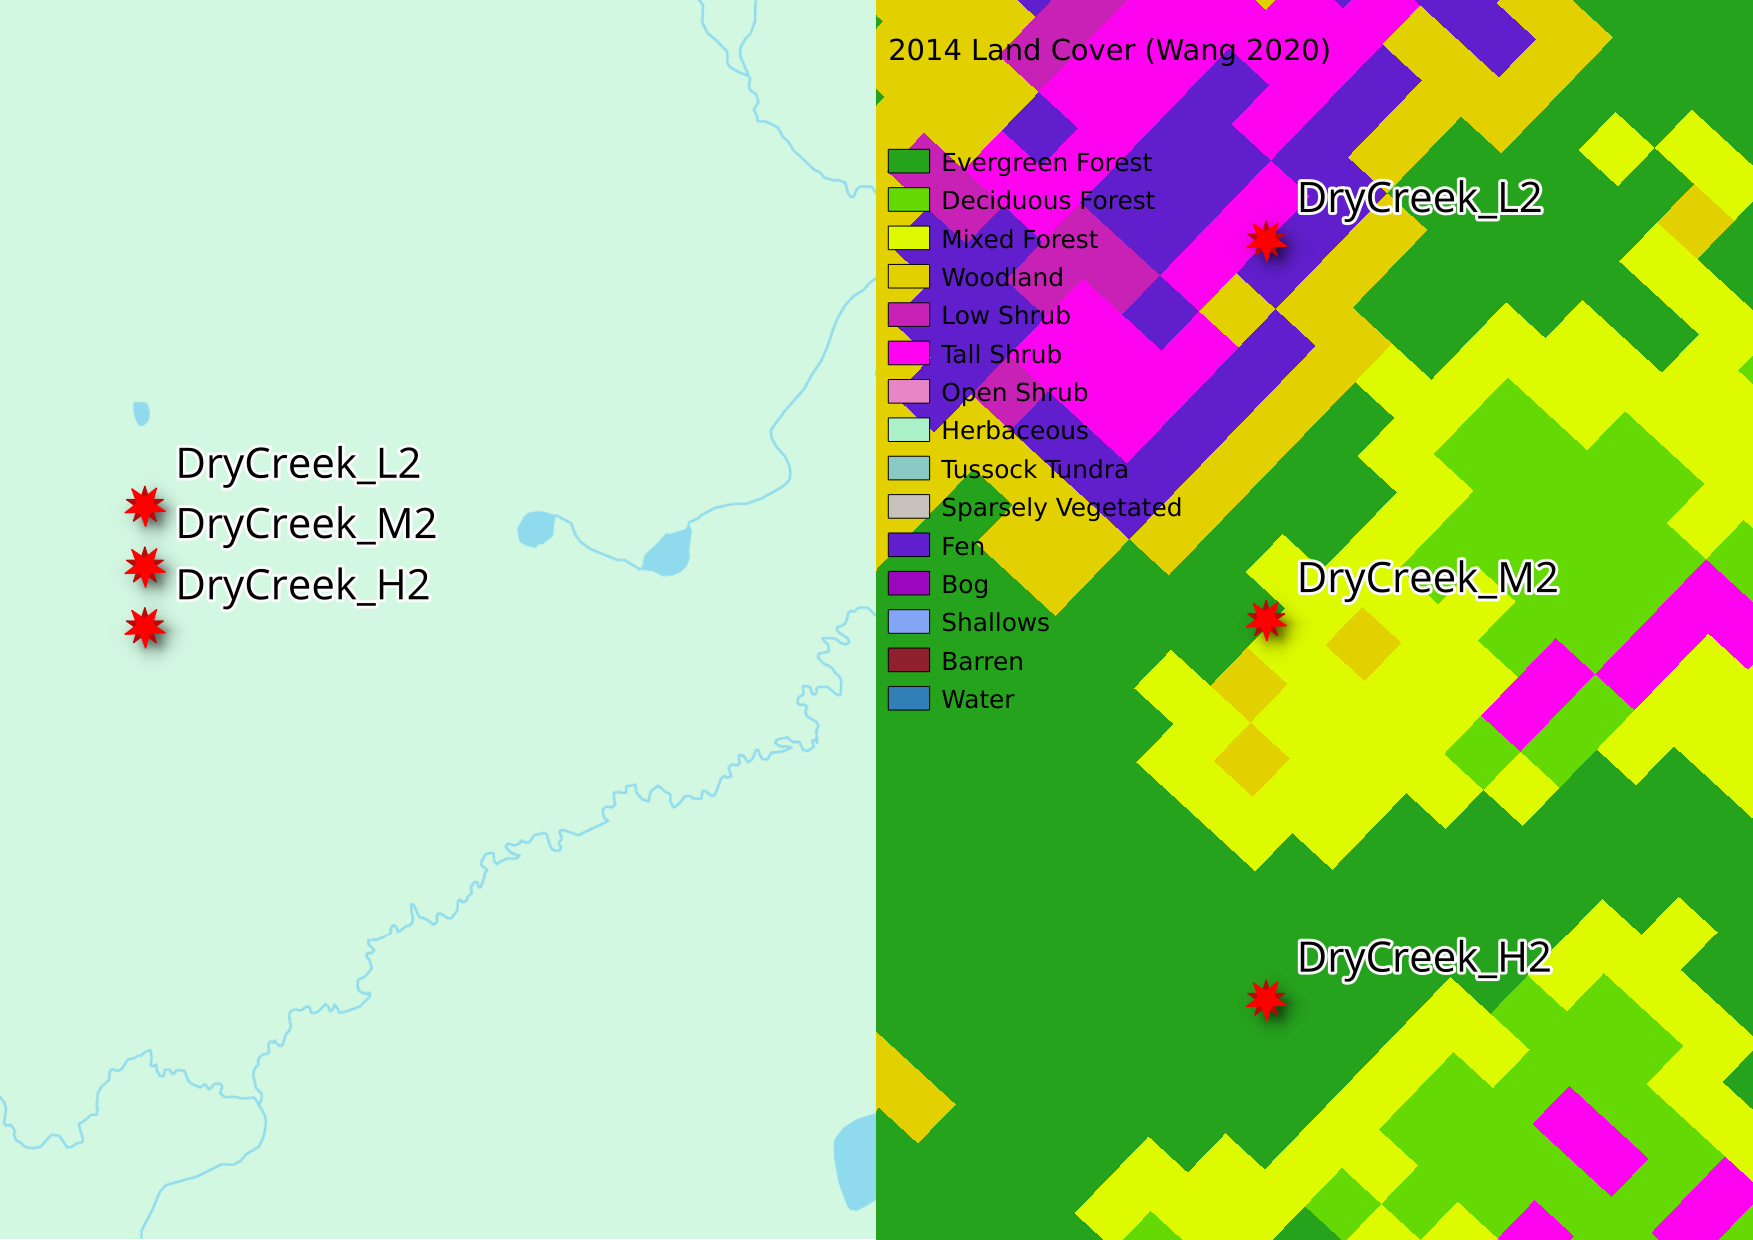 DryCreek_L2
DryCreek_M2
DryCreek_H2
2014 Land Cover (Wang 2020)
Evergreen Forest
Deciduous Forest
Mixed Forest
Woodland
Low Shrub
Tall Shrub
Open Shrub
Herbaceous
Tussock Tundra
Sparsely Vegetated
Fen
Bog
Shallows
Barren
Water
DryCreek_L2
DryCreek_M2
DryCreek_H2